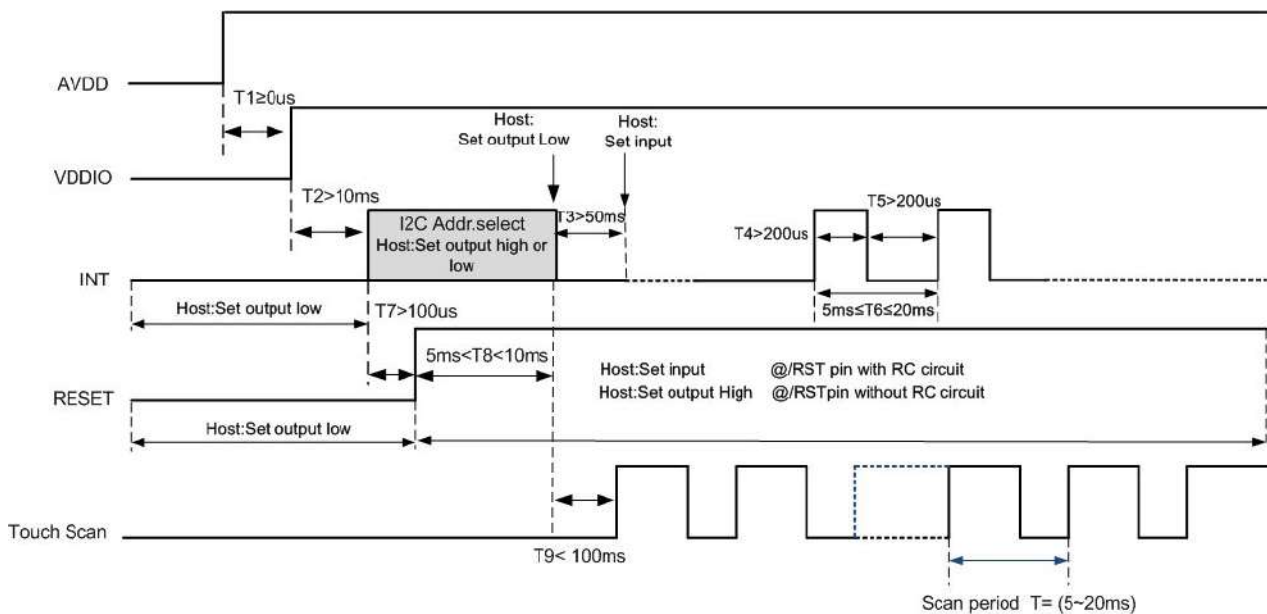 AVDD
T1≥0us
Host:
Set output Low
Host:
Set input
VDDIO
T2>10ms
T5>200us
I2C Addr.select
Host:Set output high or
low
T3>50ms
T4>200us
INT
Host:Set output low
T7>100us
5ms≤T6≤20ms
5ms<T8<10ms
Host:Set input @/RST pin with RC circuit
Host:Set output High @/RSTpin without RC circuit
RESET
Host:Set output low
Touch Scan
T9< 100ms
Scan period T= (5~20ms)